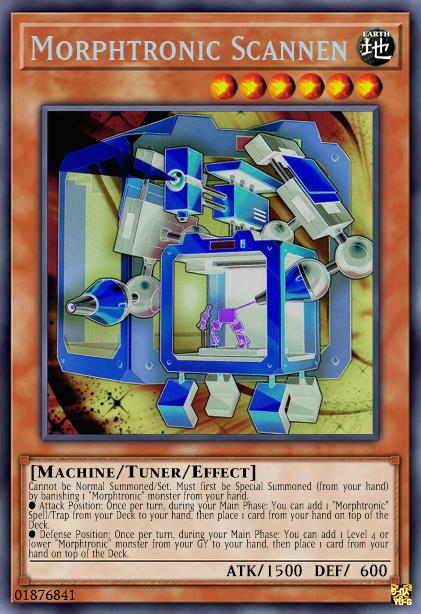 MORPHTRONIC SCANNEN
EARTH
地
[MACHINE/TUNER/EFFECT]
Cannot be Normal Summoned/Set. Must first be Special Summoned (from your hand)
by banishing 1 "Morphtronic" monster from your hand.
● Attack Position: Once per turn, during your Main Phase: You can add 1 "Morphtronic"
Spell/Trap from your Deck to your hand, then place 1 card from your hand on top of the
Deck.
● Defense Position: Once per turn, during your Main Phase: You can add 1 Level 4 or
lower "Morphtronic" monster from your GY to your hand, then place 1 card from your
hand on top of the Deck.
ATK/1500 DEF/ 600
01876841